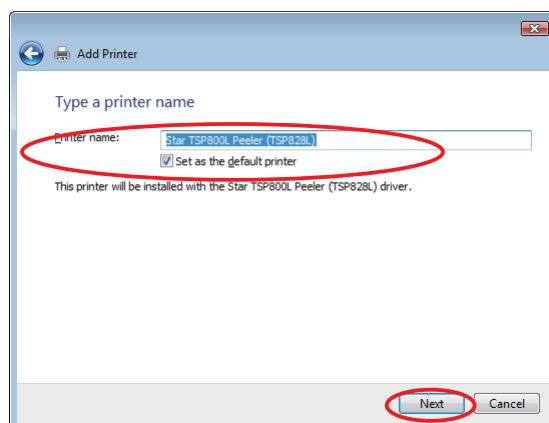 Add Printer
Type a printer name
Printer name: Star TSP800L Peeler (TSP828L)
Set as the default printer
This printer will be installed with the Star TSP800L Peeler (TSP828L) driver.
Next Cancel